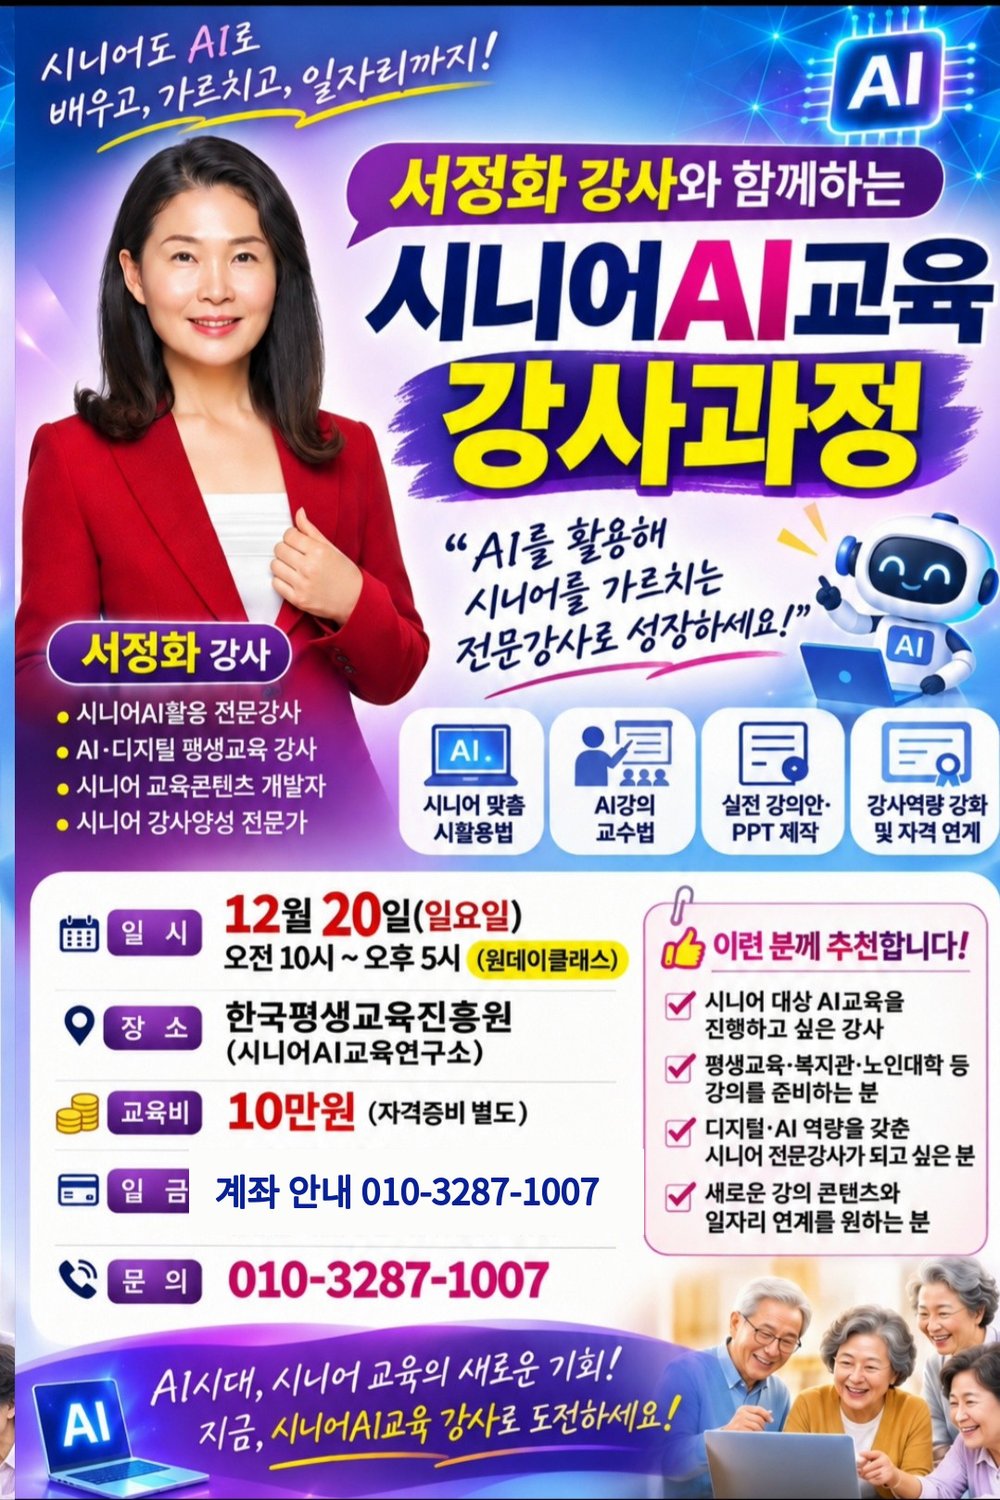 시니어도 AI로
배우고, 가르치고, 일자리까지!
AI
서정화 강사와 함께하는
시니어AI교육
강사과정
“AI를 활용해
시니어를 가르치는
전문강사로 성장하세요!”
AI
서정화 강사
시니어AI활용 전문강사
AI·디지털 팽생교육 강사
시니어 교육콘텐츠 개발자
시니어 강사양성 전문가
AI.
시니어 맞춤
시활용법
AI강의
교수법
실전 강의안·
PPT 제작
강사역량 강화
및 자격 연계
일 시
12월 20일(일요일)
오전 10시 ~ 오후 5시 (원데이클래스)
장 소
한국평생교육진흥원
(시니어AI교육연구소)
교육비
10만원 (자격증비 별도)
입 금
계좌 안내 010-3287-1007
문 의
010-3287-1007
이련 분께 추천합니다!
시니어 대상 AI교육을
진행하고 싶은 강사
평생교육·복지관·노인대학 등
강의를 준비하는 분
디지털·AI 역량을 갖춘
시니어 전문강사가 되고 싶은 분
새로운 강의 콘텐츠와
일자리 연계를 원하는 분
AI시대, 시니어 교육의 새로운 기회!
지금, 시니어AI교육 강사로 도전하세요!
AI